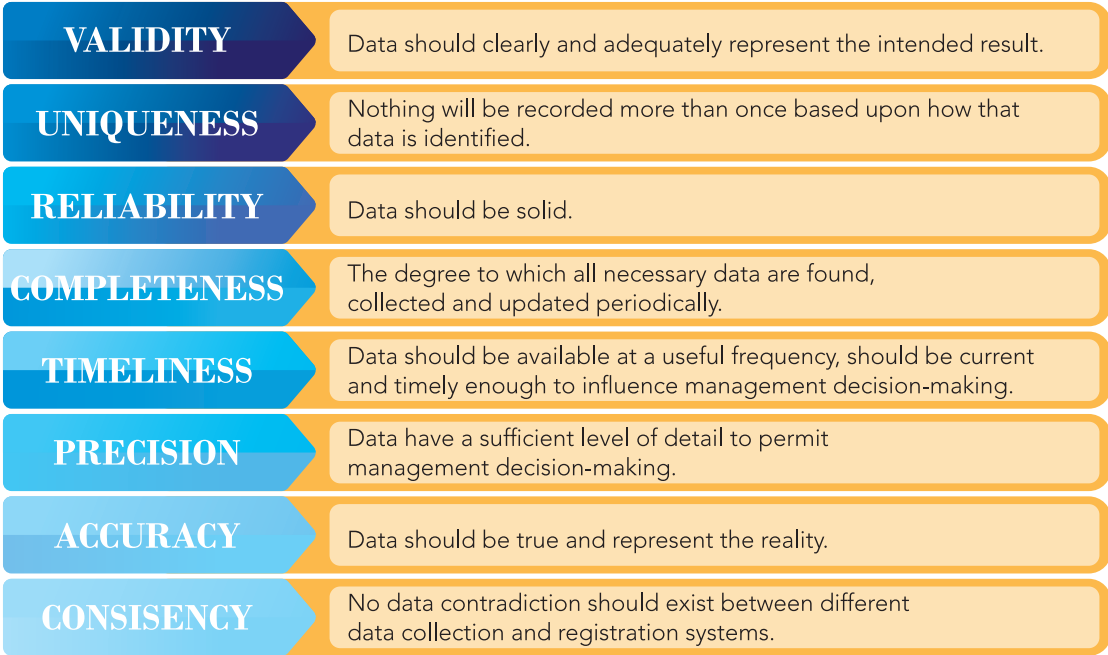 VALIDITY
Data should clearly and adequately represent the intended result.
UNIQUENESS
Nothing will be recorded more than once based upon how that
data is identified.
RELIABILITY
Data should be solid.
COMPLETENESS
The degree to which all necessary data are found,
collected and updated periodically.
TIMELINESS
Data should be available at a useful frequency, should be current
and timely enough to influence management decision-making.
PRECISION
Data have a sufficient level of detail to permit
management decision-making.
ACCURACY
Data should be true and represent the reality.
CONSISENCY
No data contradiction should exist between different
data collection and registration systems.